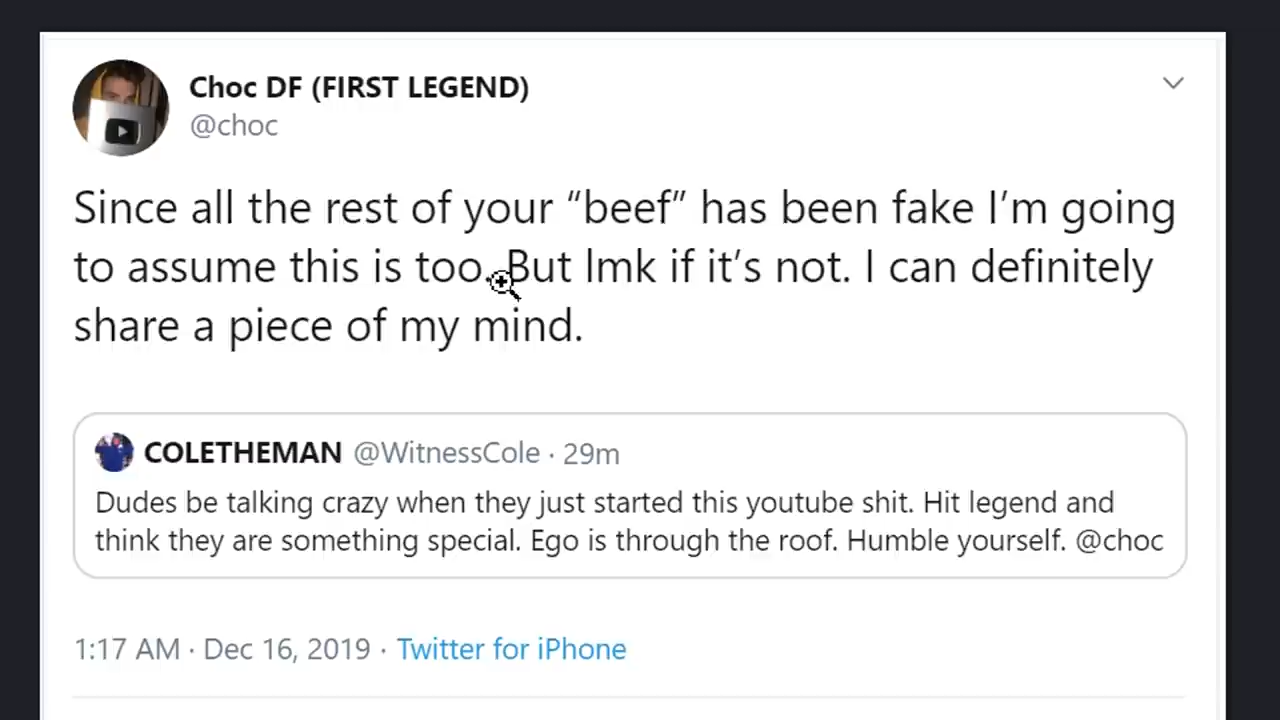 Choc DF (FIRST LEGEND)
@choc
Since all the rest of your “beef” has been fake I’m going
to assume this is too. But lmk if it’s not. I can definitely
share a piece of my mind.
COLETHEMAN @WitnessCole · 29m
Dudes be talking crazy when they just started this youtube shit. Hit legend and
think they are something special. Ego is through the roof. Humble yourself. @choc
1:17 AM · Dec 16, 2019 · Twitter for iPhone